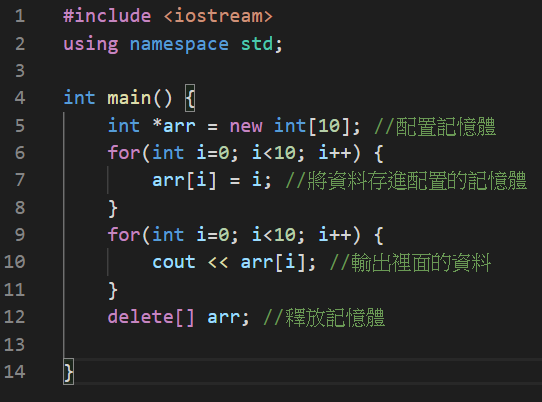 1 #include <iostream>
2 using namespace std;
3
4 int main() {
5     int *arr = new int[10]; //配置記憶體
6     for(int i=0; i<10; i++) {
7         arr[i] = i; //將資料存進配置的記憶體
8     }
9     for(int i=0; i<10; i++) {
10         cout << arr[i]; //輸出裡面的資料
11     }
12     delete[] arr; //釋放記憶體
13
14 }